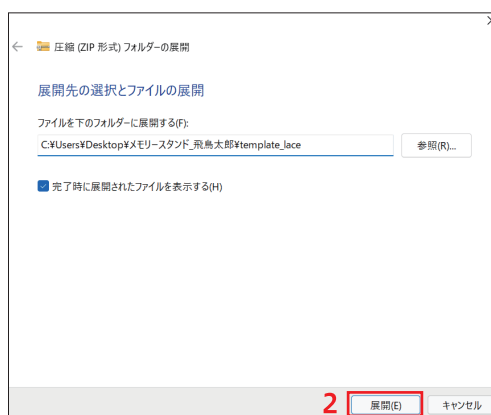 圧縮 (ZIP 形式) フォルダーの展開
展開先の選択とファイルの展開
ファイルを下のフォルダーに展開する(F):
C:¥Users¥Desktop¥メモリースタンド_飛鳥太郎¥template_lace
参照(R)...
完了時に展開されたファイルを表示する(H)
2 展開(E) キャンセル